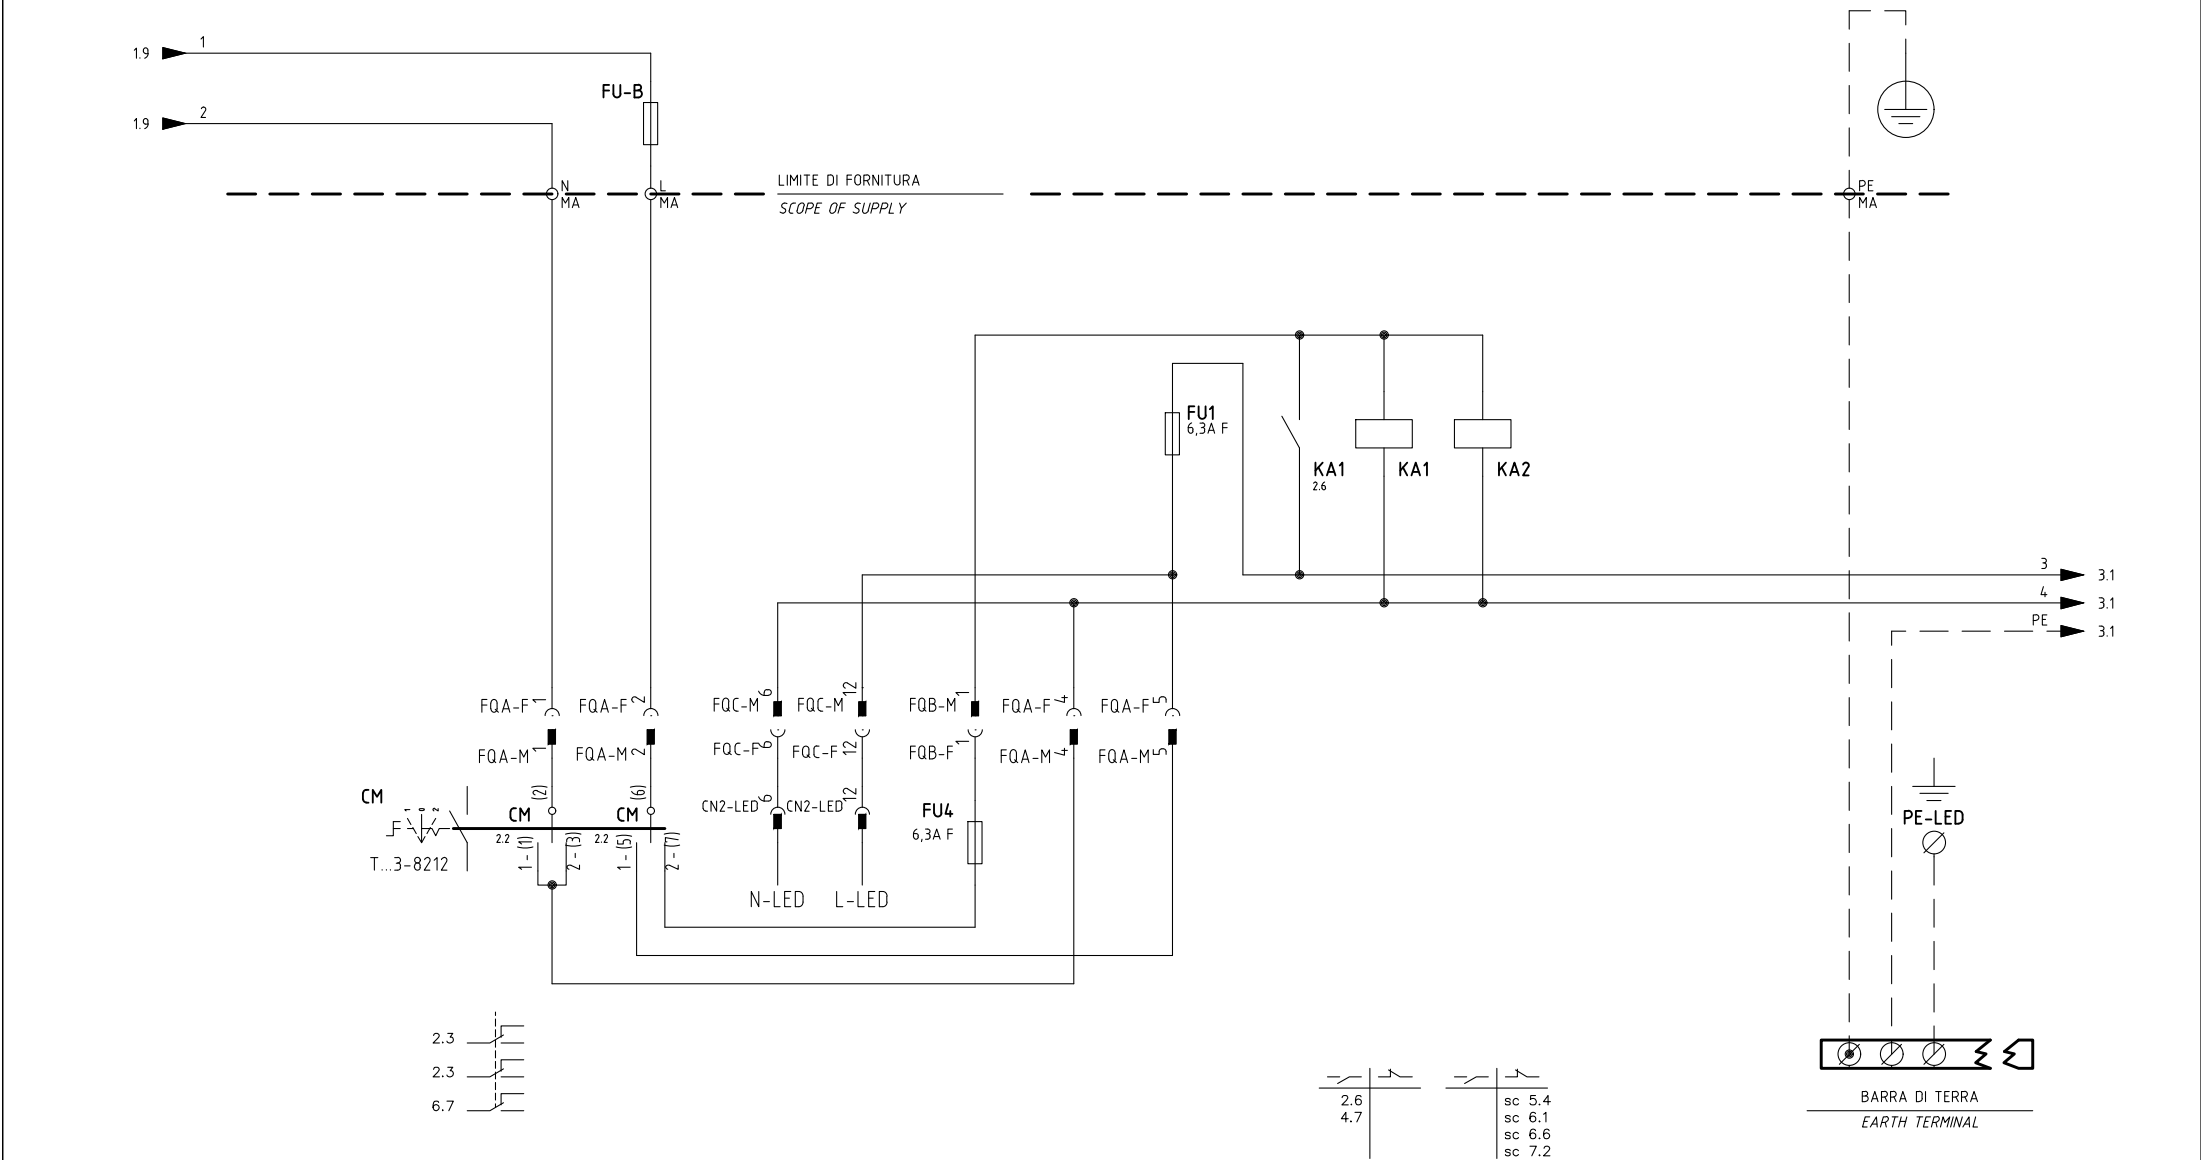 1.9 1
FU-B
1.9 2
N
MA
L
MA
LIMITE DI FORNITURA
SCOPE OF SUPPLY
PE
MA
FU1
6,3A F
KA1
2.6
KA1
KA2
3 3.1
4 3.1
PE 3.1
FQA-F 1
FQA-F 2
FQC-M 6
FQC-M 12
FQB-M 1
FQA-F 4
FQA-F 5
FQA-M 1
FQA-M 2
FQC-F 6
FQC-F 12
FQB-F 1
FQA-M 4
FQA-M 5
CM
1 0 2
T...3-8212
(2)
CM
2.2
1 - (1)
2 - (3)
(6)
CM
2.2
1 - (5)
2 - (7)
CN2-LED 6
CN2-LED 12
FU4
6,3A F
N-LED
L-LED
PE-LED
2.3
2.3
6.7
2.6
4.7
sc 5.4
sc 6.1
sc 6.6
sc 7.2
BARRA DI TERRA
EARTH TERMINAL